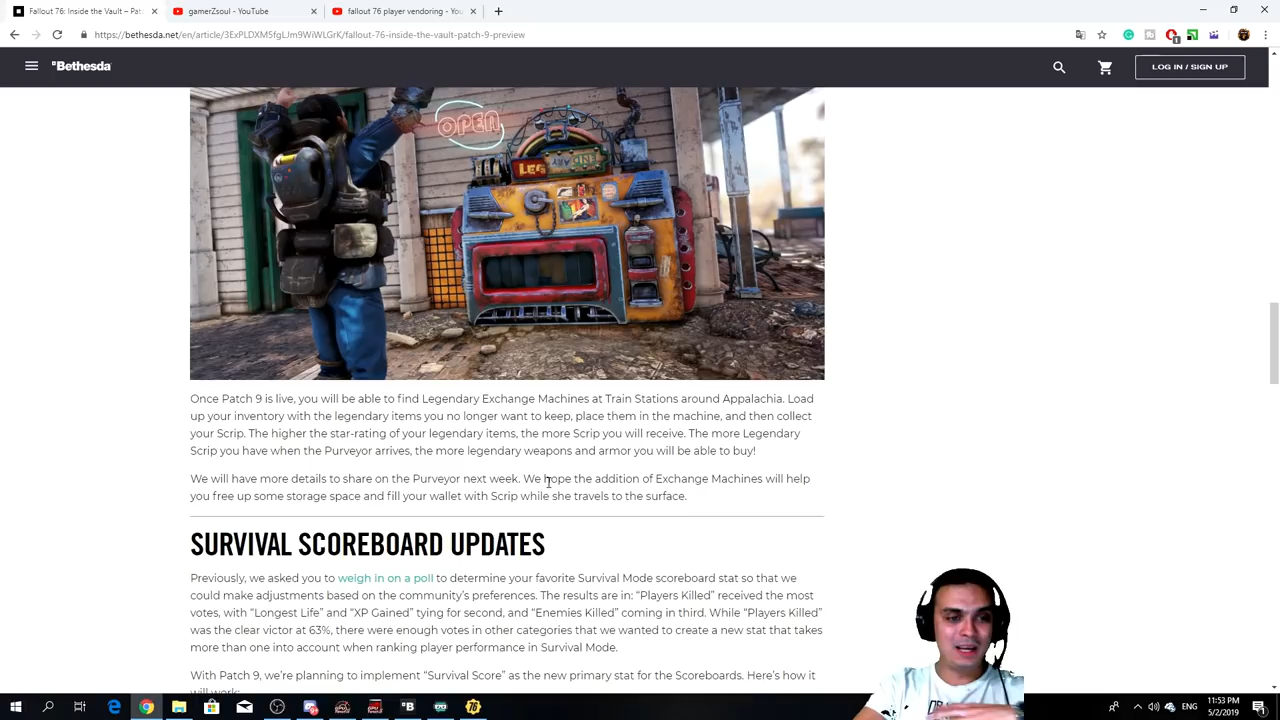 Fallout 76: Inside the Vault – Pat
gamerZsoul - YouTube
fallout 76 player vendoring - You
https://bethesda.net/en/article/3ExPLDXM5fgLJm9WiWLGrK/fallout-76-inside-the-vault-patch-9-preview
Bethesda
LOG IN / SIGN UP
OPEN
LEG
END
ARY
Once Patch 9 is live, you will be able to find Legendary Exchange Machines at Train Stations around Appalachia. Load
up your inventory with the legendary items you no longer want to keep, place them in the machine, and then collect
your Scrip. The higher the star-rating of your legendary items, the more Scrip you will receive. The more Legendary
Scrip you have when the Purveyor arrives, the more legendary weapons and armor you will be able to buy!
We will have more details to share on the Purveyor next week. We hope the addition of Exchange Machines will help
you free up some storage space and fill your wallet with Scrip while she travels to the surface.
SURVIVAL SCOREBOARD UPDATES
Previously, we asked you to weigh in on a poll to determine your favorite Survival Mode scoreboard stat so that we
could make adjustments based on the community’s preferences. The results are in: “Players Killed” received the most
votes, with “Longest Life” and “XP Gained” tying for second, and “Enemies Killed” coming in third. While “Players Killed”
was the clear victor at 63%, there were enough votes in other categories that we wanted to create a new stat that takes
more than one into account when ranking player performance in Survival Mode.
With Patch 9, we’re planning to implement “Survival Score” as the new primary stat for the Scoreboards. Here’s how it
will work:
ENG
11:53 PM
5/2/2019